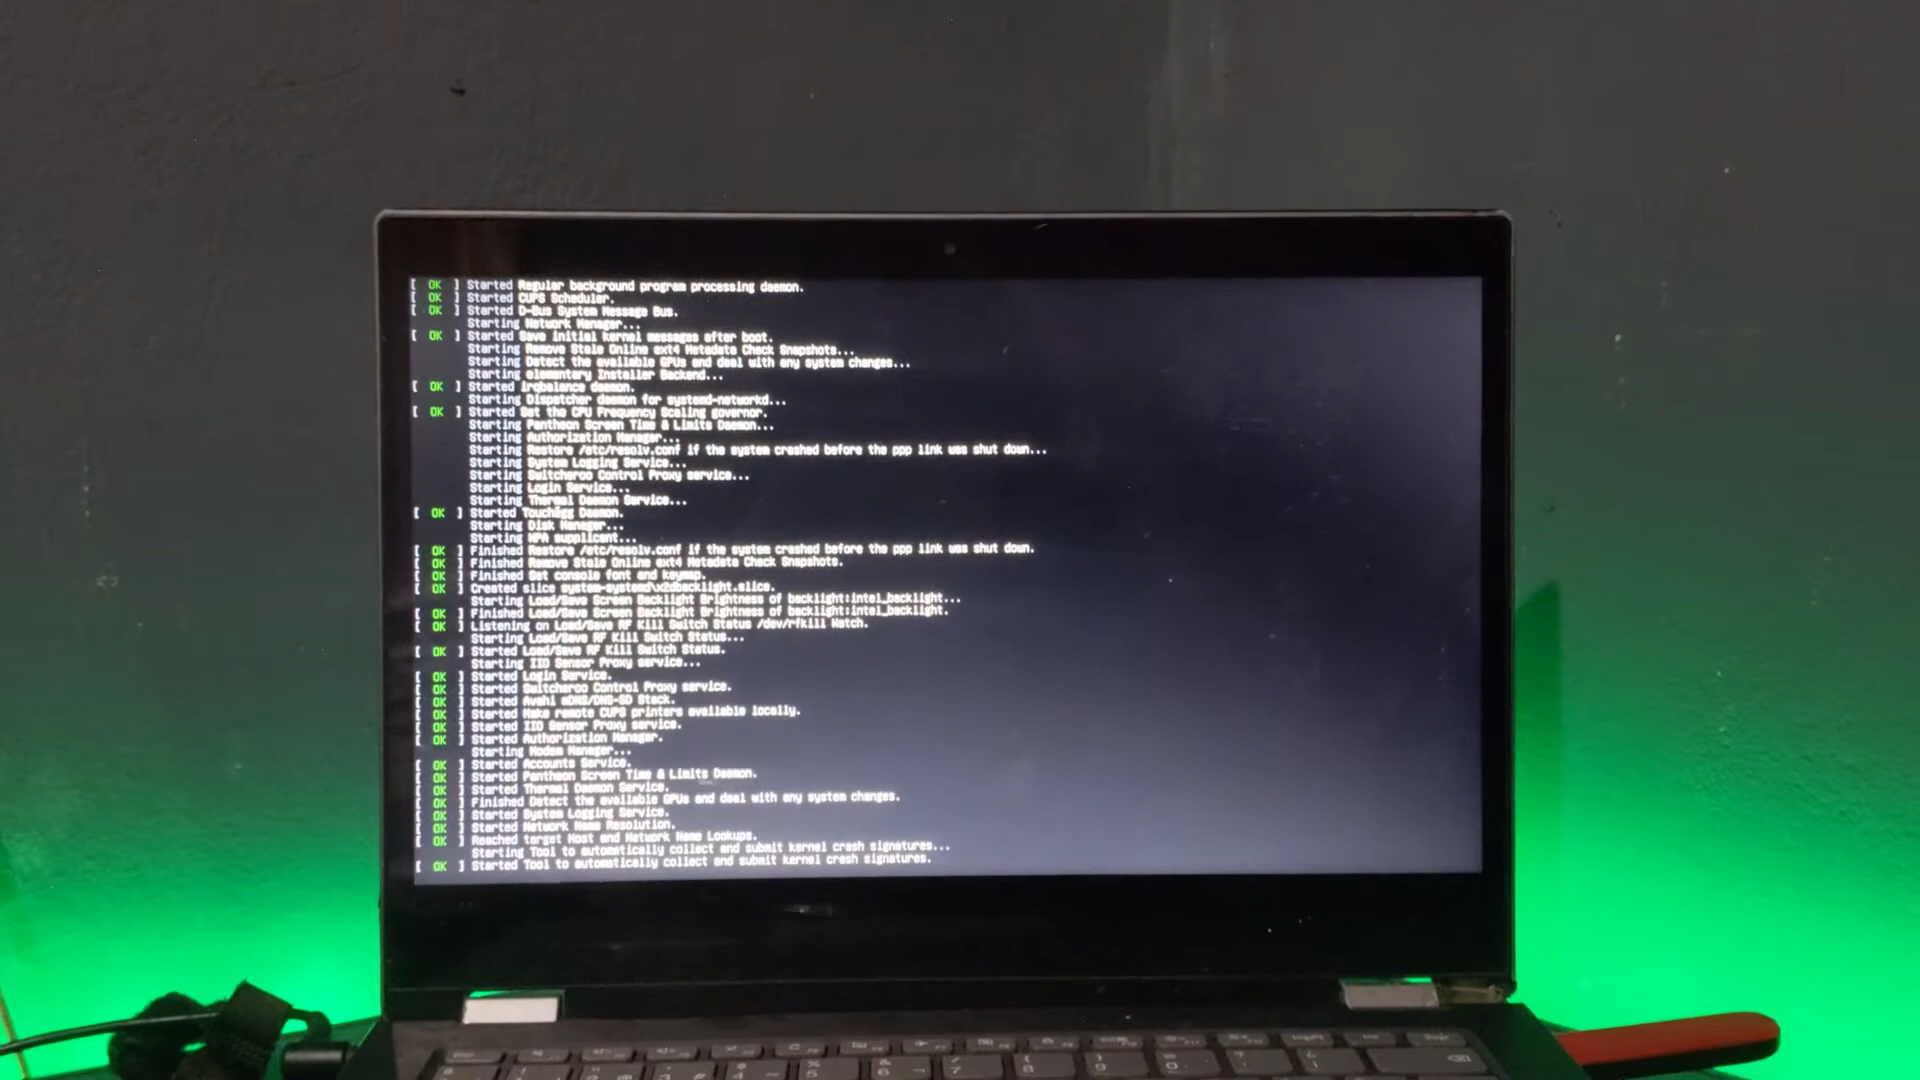 [ OK ] Started Regular background program processing daemon.
[ OK ] Started CUPS Scheduler.
[ OK ] Started D-Bus System Message Bus.
Starting Network Manager...
[ OK ] Started Save initial kernel messages after boot.
Starting Remove Stale Online ext4 Metadata Check Snapshots...
Starting Detect the available GPUs and deal with any system changes...
Starting elementary Installer Backend...
[ OK ] Started irqbalance daemon.
Starting Dispatcher daemon for systemd-networkd...
[ OK ] Started Set the CPU Frequency Scaling governor.
Starting Pantheon Screen Time & Limits Daemon...
Starting Authorization Manager...
Starting Restore /etc/resolv.conf if the system crashed before the ppp link was shut down...
Starting System Logging Service...
Starting Switcheroo Control Proxy service...
Starting Login Service...
Starting Thermal Daemon Service...
[ OK ] Started Touchégg Daemon.
Starting Disk Manager...
Starting WPA supplicant...
[ OK ] Finished Restore /etc/resolv.conf if the system crashed before the ppp link was shut down.
[ OK ] Finished Remove Stale Online ext4 Metadata Check Snapshots.
[ OK ] Finished Set console font and keymap.
[ OK ] Created slice system-systemd\x2dbacklight.slice.
Starting Load/Save Screen Backlight Brightness of backlight:intel_backlight...
[ OK ] Finished Load/Save Screen Backlight Brightness of backlight:intel_backlight.
[ OK ] Listening on Load/Save RF Kill Switch Status /dev/rfkill Watch.
Starting Load/Save RF Kill Switch Status...
[ OK ] Started Load/Save RF Kill Switch Status.
Starting IIO Sensor Proxy service...
[ OK ] Started Login Service.
[ OK ] Started Switcheroo Control Proxy service.
[ OK ] Started Avahi mDNS/DNS-SD Stack.
[ OK ] Started Make remote CUPS printers available locally.
[ OK ] Started IIO Sensor Proxy service.
[ OK ] Started Authorization Manager.
Starting Modem Manager...
[ OK ] Started Accounts Service.
[ OK ] Started Pantheon Screen Time & Limits Daemon.
[ OK ] Started Thermal Daemon Service.
[ OK ] Finished Detect the available GPUs and deal with any system changes.
[ OK ] Started System Logging Service.
[ OK ] Started Network Name Resolution.
[ OK ] Reached target Host and Network Name Lookups.
Starting Tool to automatically collect and submit kernel crash signatures...
[ OK ] Started Tool to automatically collect and submit kernel crash signatures.